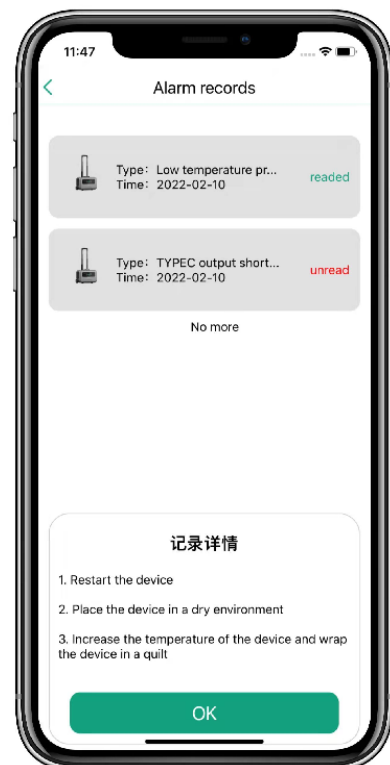 11:47
Alarm records
Type：Low temperature pr...
Time：2022-02-10
readed
Type：TYPEC output short...
Time：2022-02-10
unread
No more
记录详情
1. Restart the device
2. Place the device in a dry environment
3. Increase the temperature of the device and wrap
the device in a quilt
OK